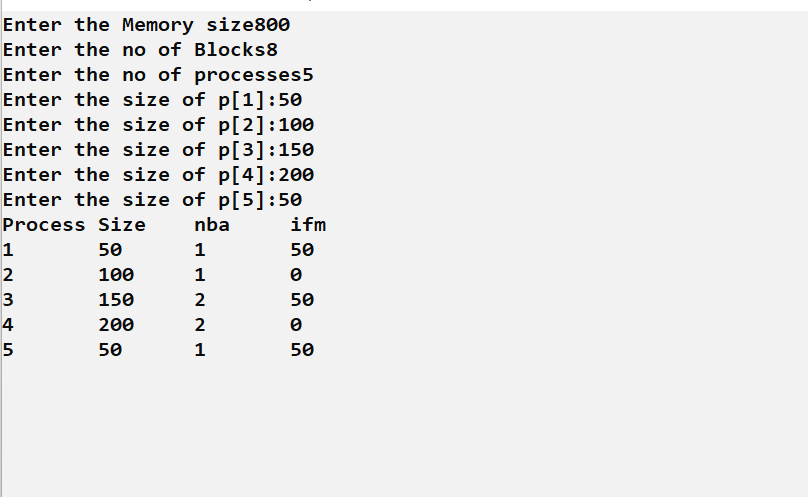 Enter the Memory size800
Enter the no of Blocks8
Enter the no of processes5
Enter the size of p[1]:50
Enter the size of p[2]:100
Enter the size of p[3]:150
Enter the size of p[4]:200
Enter the size of p[5]:50
Process Size    nba     ifm
1       50      1       50
2       100     1       0
3       150     2       50
4       200     2       0
5       50      1       50